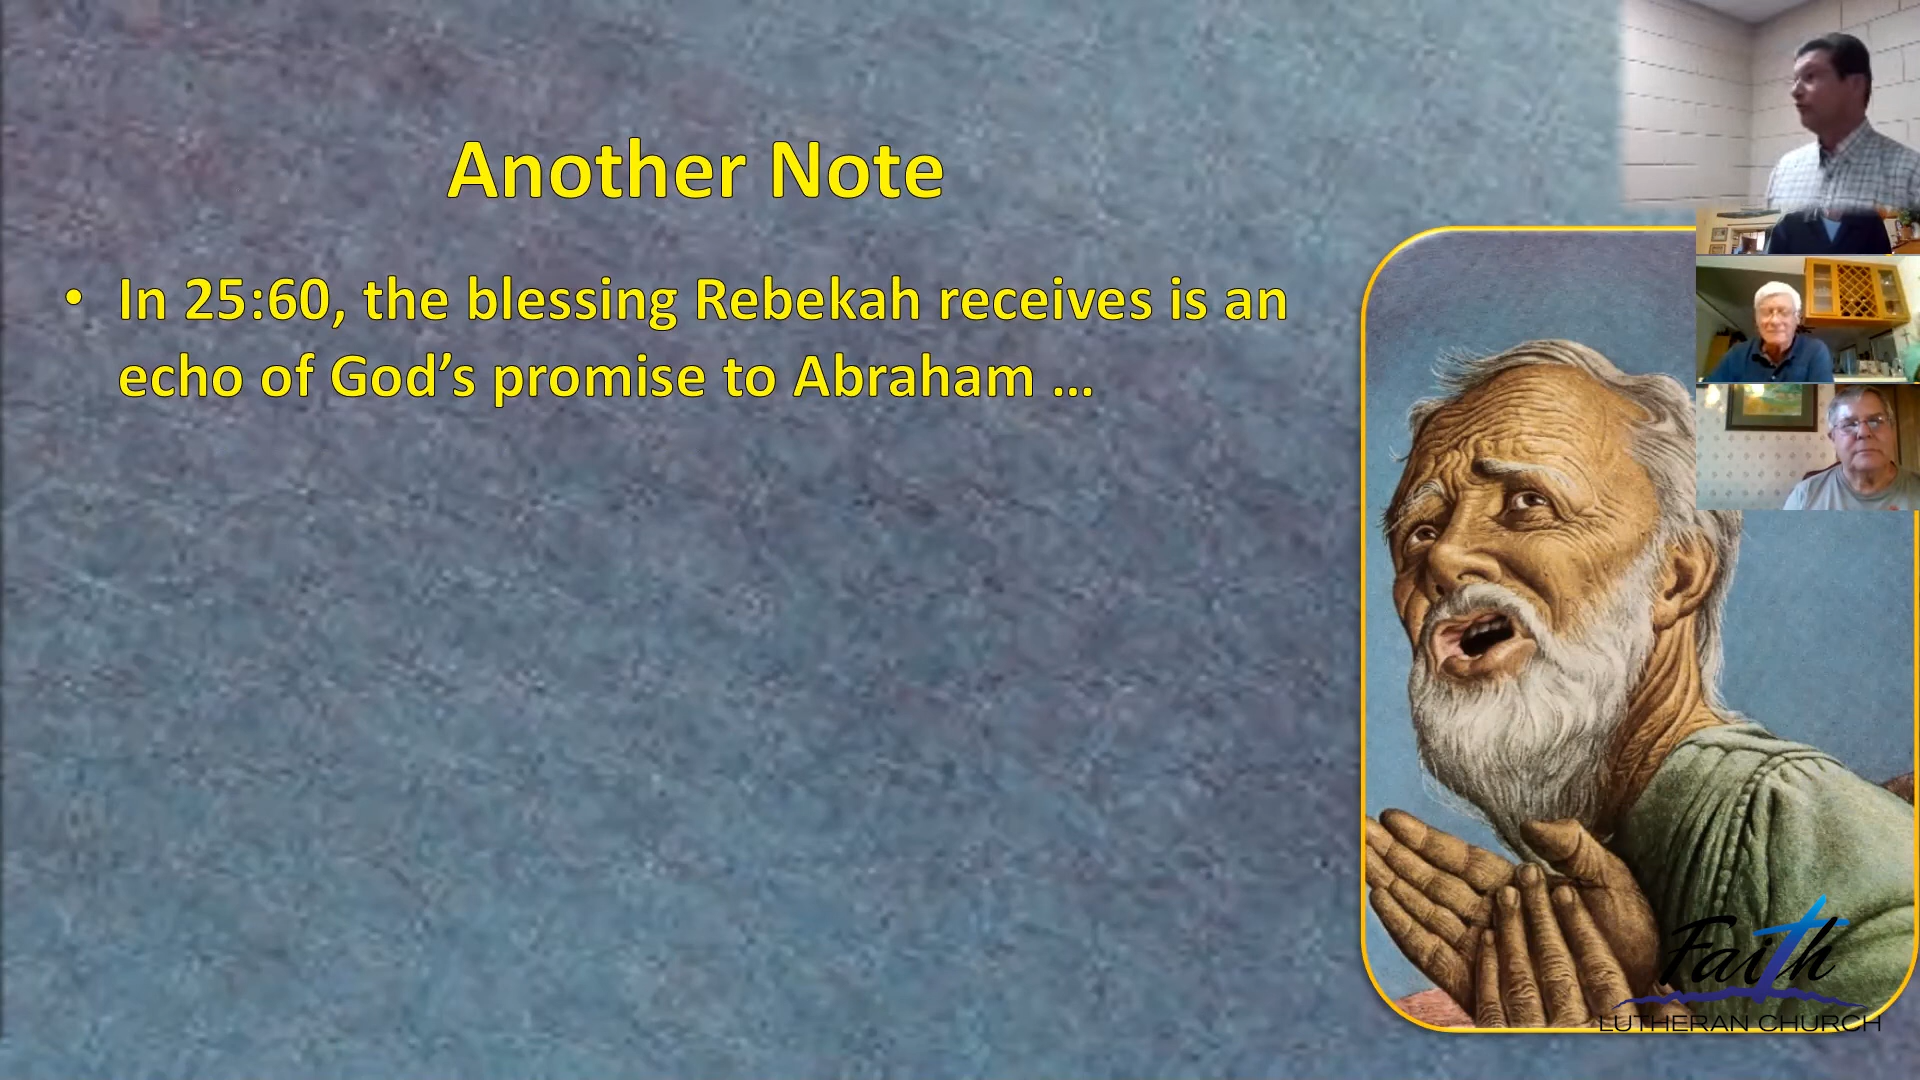 Another Note
• In 25:60, the blessing Rebekah receives is an
echo of God’s promise to Abraham ...
Faith
LUTHERAN CHURCH